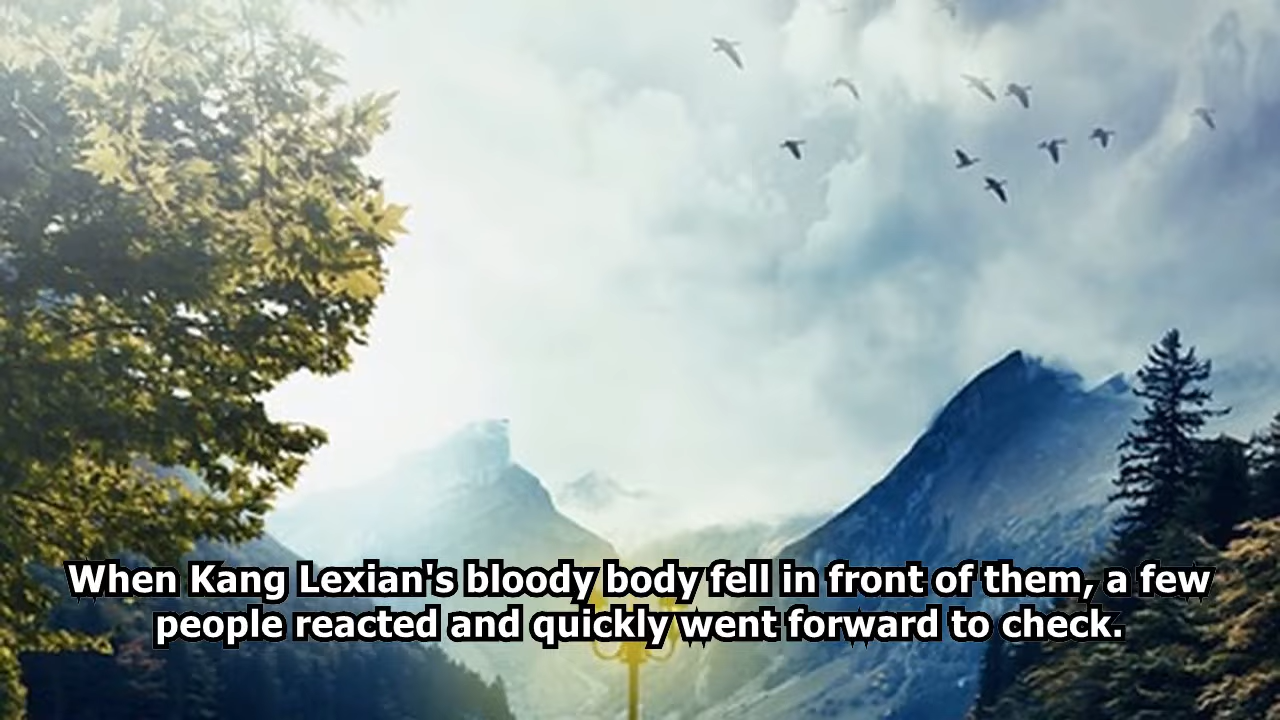 When Kang Lexian's bloody body fell in front of them, a few
people reacted and quickly went forward to check.